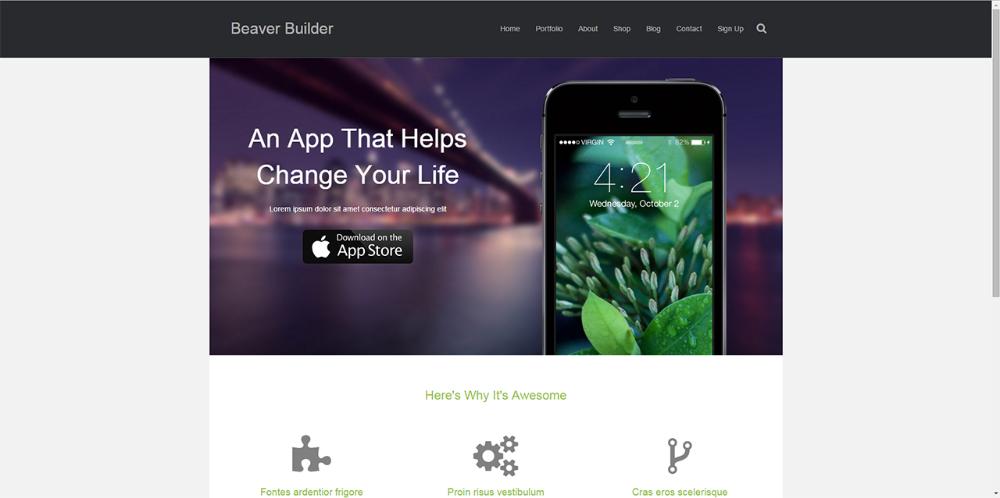 Beaver Builder
Home Portfolio About Shop Blog Contact Sign Up
An App That Helps
Change Your Life
Lorem ipsum dolor sit amet consectetur adipiscing elit
Download on the
App Store
VIRGIN 82%
4:21
Wednesday, October 2
Here's Why It's Awesome
Fontes ardentior frigore Proin risus vestibulum Cras eros scelerisque